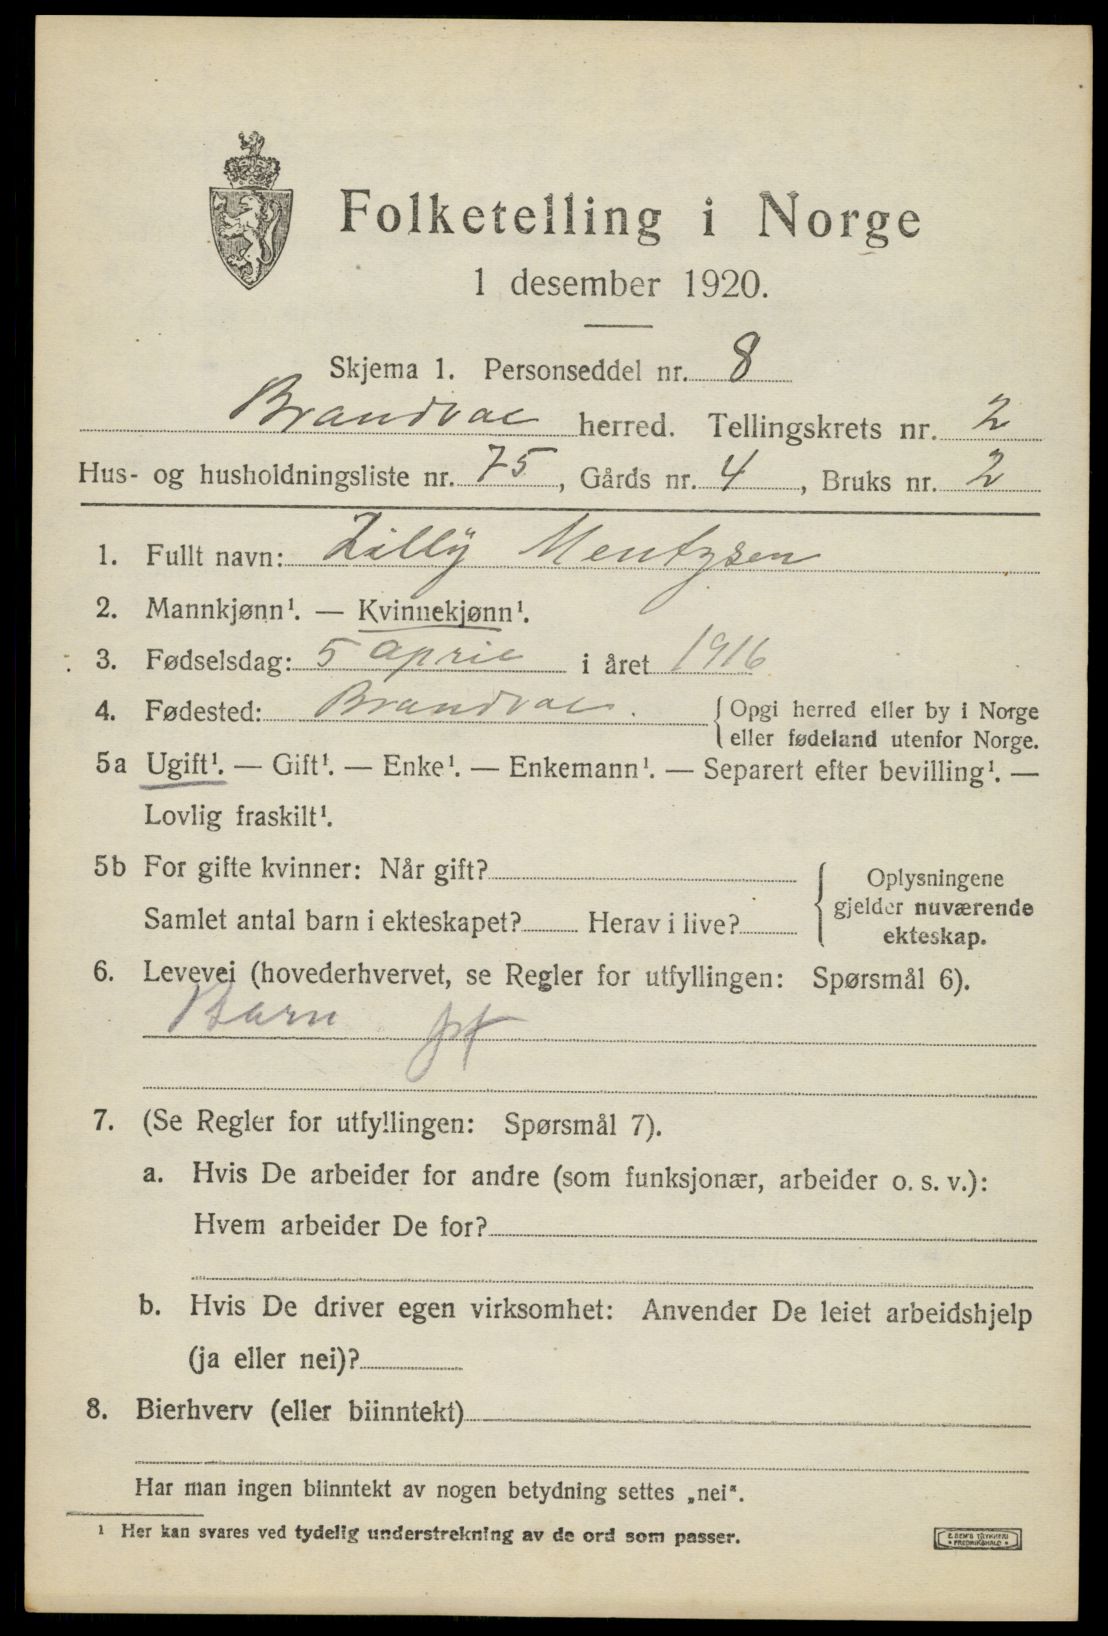 Folketelling i Norge
1 desember 1920.
Skjema 1. Personseddel nr. 8
Brandval herred. Tellingskrets nr. 2
Hus- og husholdningsliste nr. 75, Gårds nr. 4, Bruks nr. 2
1. Fullt navn: Lilly Mentzsen
2. Mannkjønn¹. — Kvinnekjønn¹.
3. Fødselsdag: 5 april i året 1916
4. Fødested: Brandval. { Opgi herred eller by i Norge
eller fødeland utenfor Norge.
5a Ugift¹. — Gift¹. — Enke¹. — Enkemann¹. — Separert efter bevilling¹. —
Lovlig fraskilt¹.
5b For gifte kvinner: Når gift?
Samlet antal barn i ekteskapet? Herav i live?
{ Oplysningene
gjelder nuværende
ekteskap.
6. Levevei (hovederhvervet, se Regler for utfyllingen: Spørsmål 6).
Barn
7. (Se Regler for utfyllingen: Spørsmål 7).
a. Hvis De arbeider for andre (som funksjonær, arbeider o. s. v.):
Hvem arbeider De for?
b. Hvis De driver egen virksomhet: Anvender De leiet arbeidshjelp
(ja eller nei)?
8. Bierhverv (eller biinntekt)
Har man ingen biinntekt av nogen betydning settes „nei“.
¹ Her kan svares ved tydelig understrekning av de ord som passer.
E. SEM'S TRYKKERI
• FREDRIKSHALD •